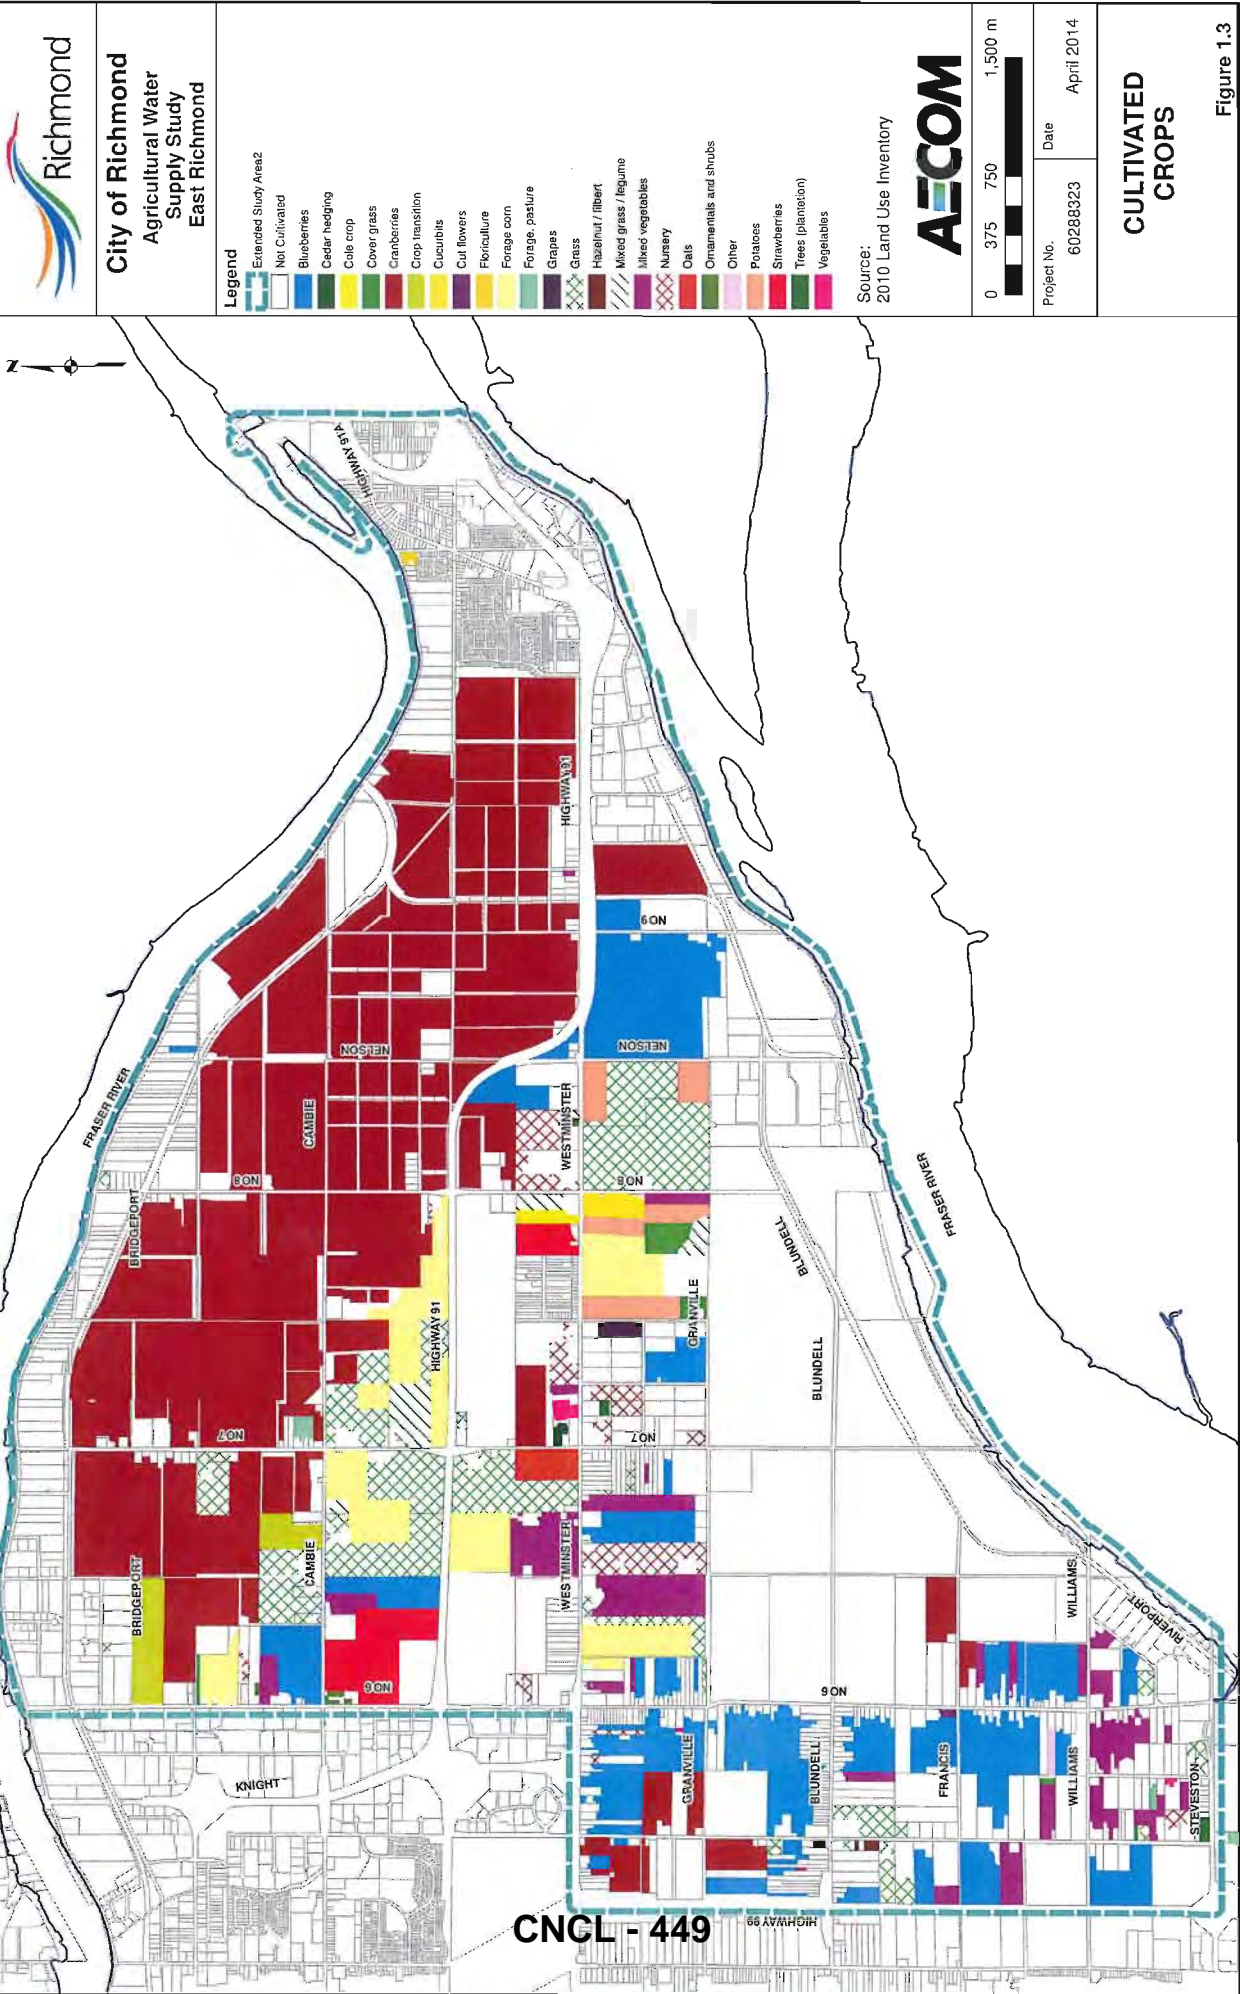 Richmond
City of Richmond
Agricultural Water
Supply Study
East Richmond
Legend
Extended Study Area2
Not Cultivated
Blueberries
Cedar hedging
Cole crop
Cover grass
Cranberries
Crop transition
Cucurbits
Cut flowers
Floriculture
Forage corn
Forage, pasture
Grapes
Grass
Hazelnut / filbert
Mixed grass / legume
Mixed vegetables
Nursery
Oats
Ornamentals and shrubs
Other
Potatoes
Strawberries
Trees (plantation)
Vegetables
Source:
2010 Land Use Inventory
AECOM
0 375 750 1,500 m
Project No.
60288323
Date
April 2014
CULTIVATED
CROPS
Figure 1.3
N
HIGHWAY 91A
HIGHWAY 91
NO 9
NELSON
NELSON
FRASER RIVER
CAMBIE
WESTMINSTER
NO 8
NO 8
BRIDGEPORT
FRASER RIVER
BLUNDELL
HIGHWAY 91
GRANVILLE
BLUNDELL
NO 7
NO 7
BRIDGEPORT
CAMBIE
WESTMINSTER
WILLIAMS
RIVERPORT
NO 6
NO 6
KNIGHT
GRANVILLE
BLUNDELL
FRANCIS
WILLIAMS
STEVESTON
HIGHWAY 99
CNCL - 449